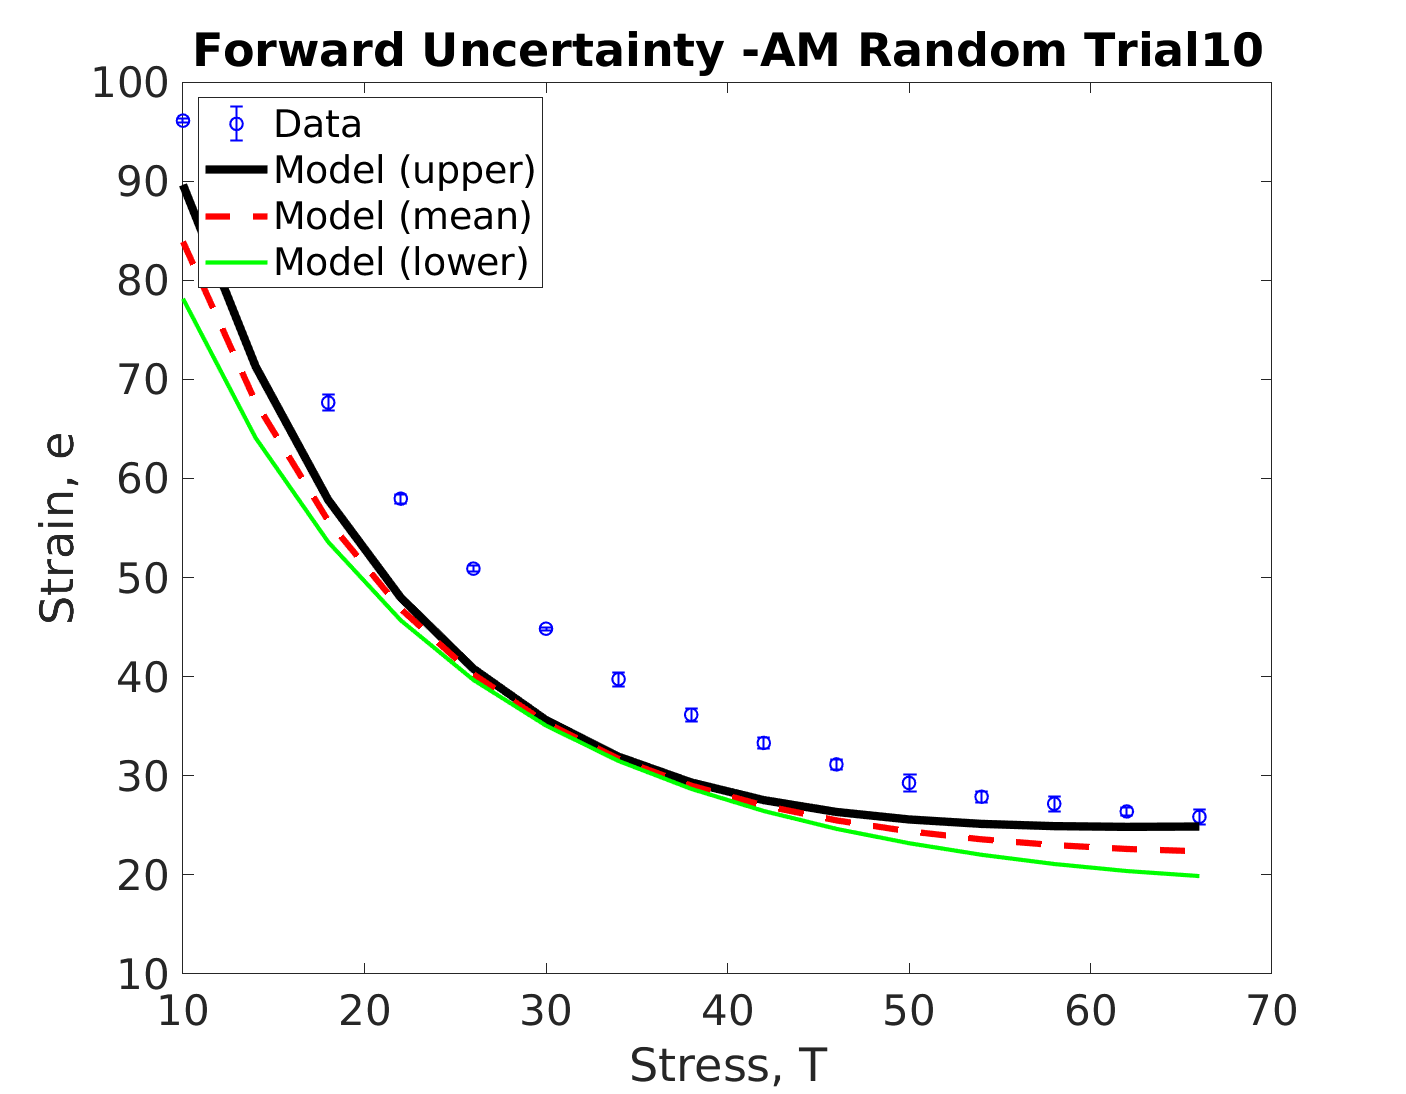 Forward Uncertainty -AM Random Trial10
100
90
80
70
60
50
40
30
20
10
Strain, e
Data
Model (upper)
Model (mean)
Model (lower)
10 20 30 40 50 60 70
Stress, T